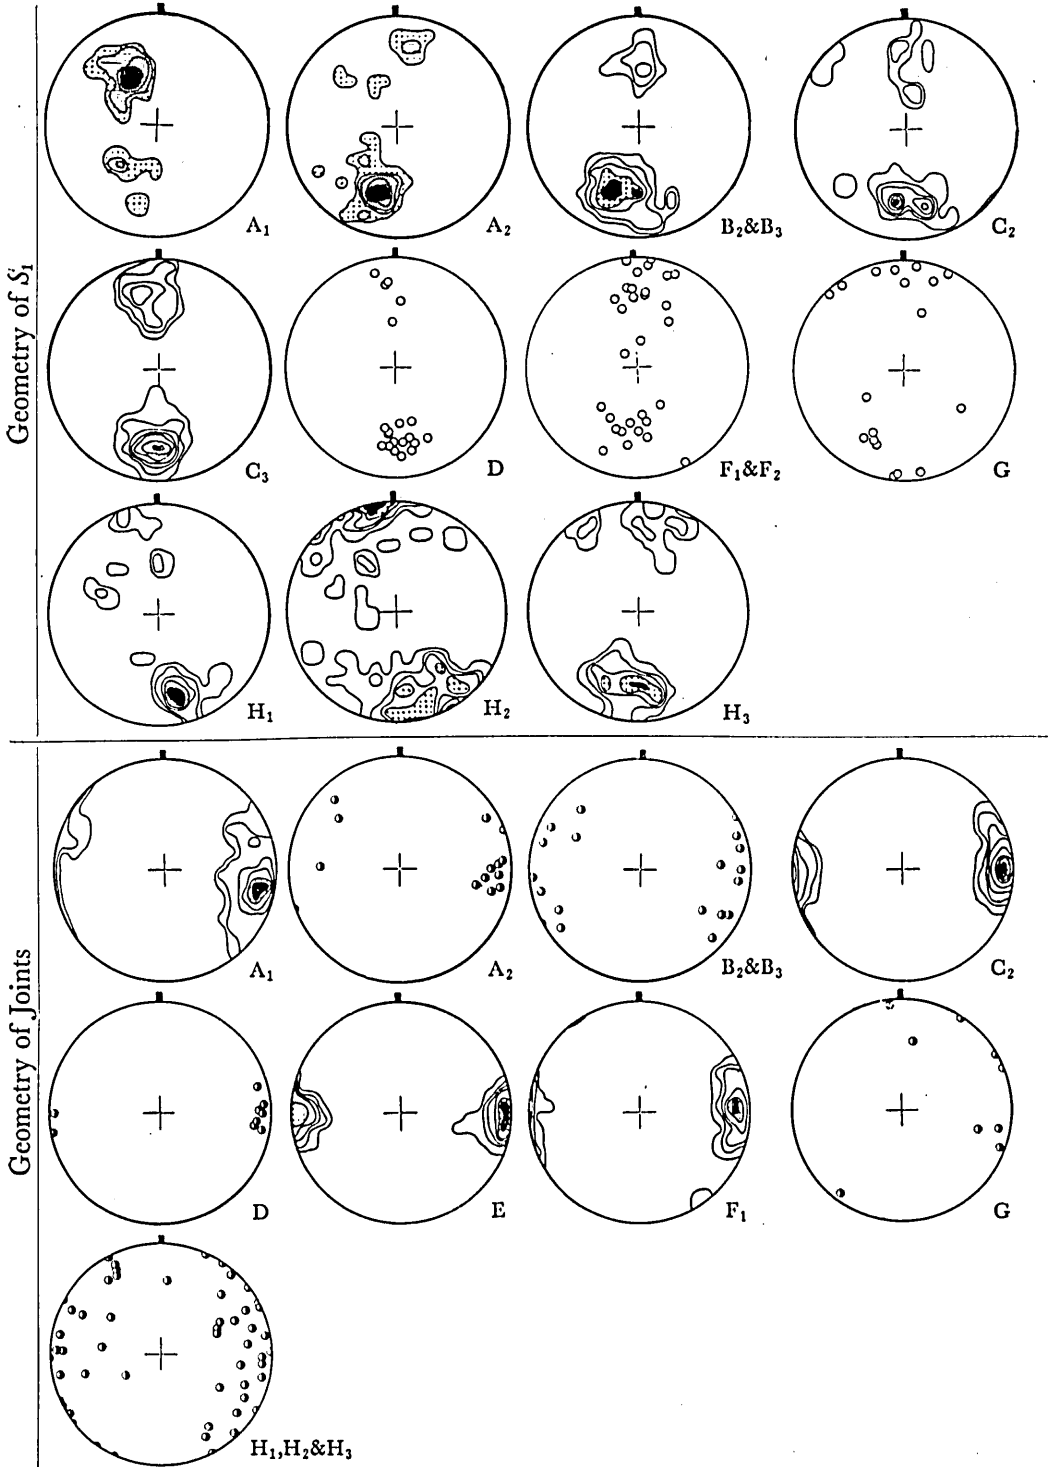 Geometry of S₁
A₁
A₂
B₂&B₃
C₂
C₃
D
F₁&F₂
G
H₁
H₂
H₃
Geometry of Joints
A₁
A₂
B₂&B₃
C₂
D
E
F₁
G
H₁,H₂&H₃